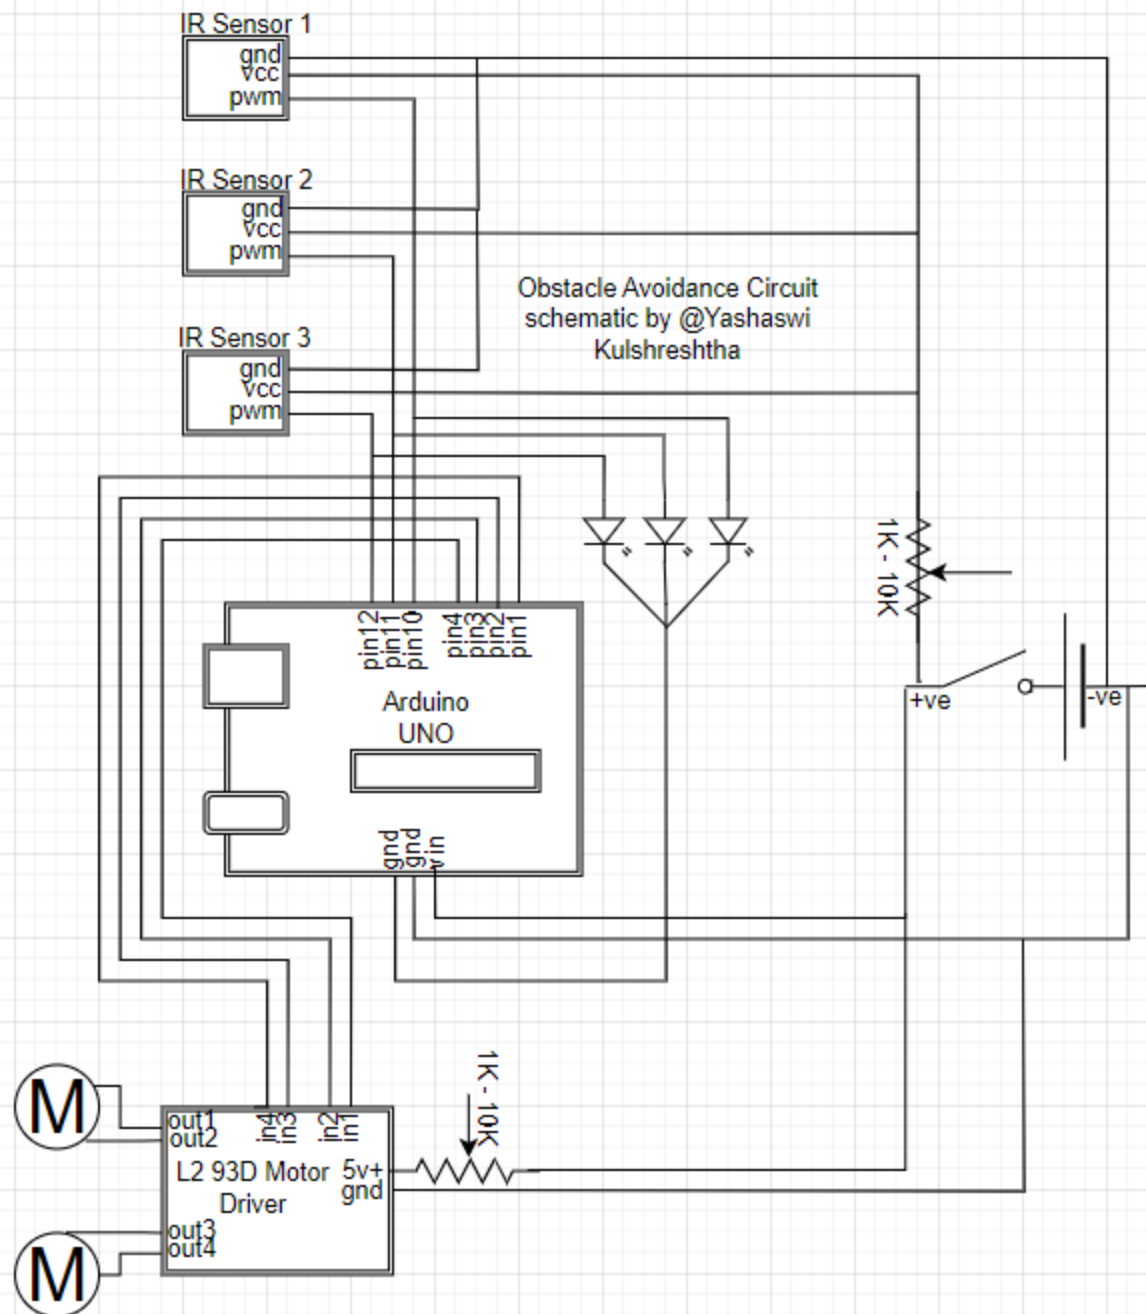 IR Sensor 1
gnd
vcc
pwm
IR Sensor 2
gnd
vcc
pwm
Obstacle Avoidance Circuit
schematic by @Yashaswi
Kulshreshtha
IR Sensor 3
gnd
vcc
pwm
1K - 10K
pin12
pin11
pin10
pin4
pin3
pin2
pin1
Arduino
UNO
+ve
-ve
gnd
gnd
vin
1K - 10K
M
out1
out2
in4
in3
in2
in1
L2 93D Motor
Driver
5v+
gnd
out3
out4
M